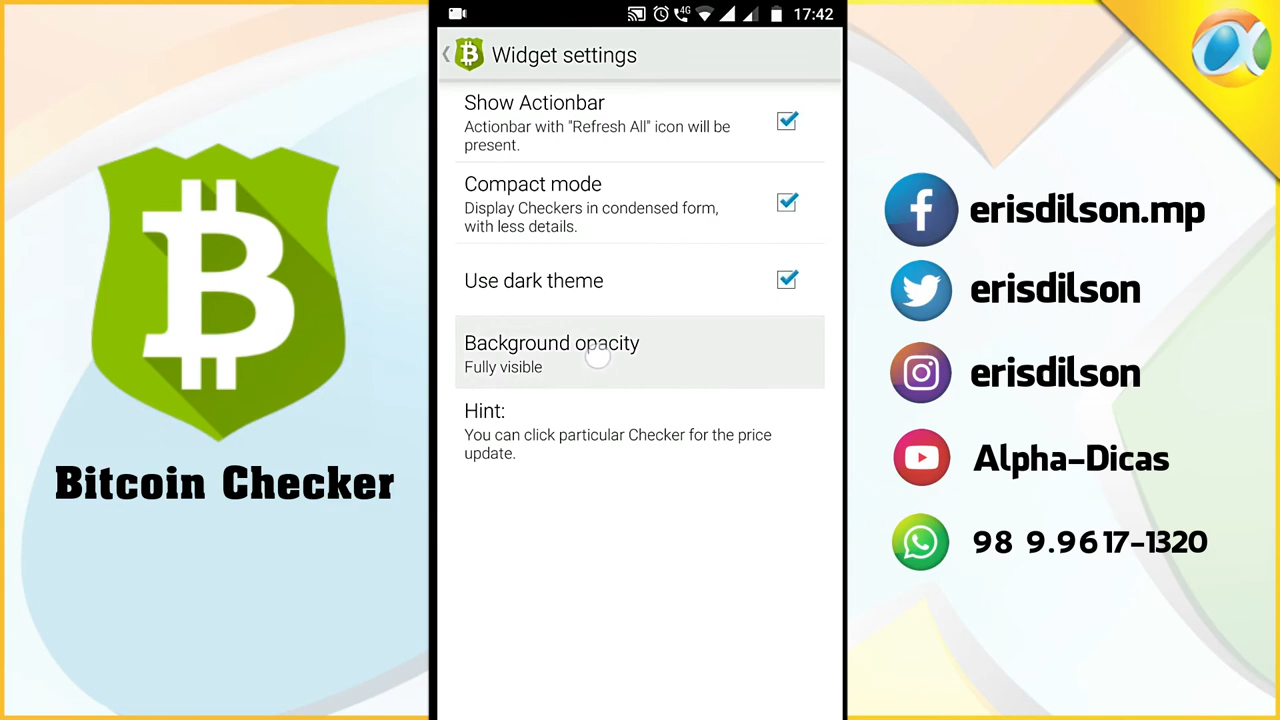 Bitcoin Checker
4G
17:42
Widget settings
Show Actionbar
Actionbar with "Refresh All" icon will be
present.
Compact mode
Display Checkers in condensed form,
with less details.
Use dark theme
Background opacity
Fully visible
Hint:
You can click particular Checker for the price
update.
erisdilson.mp
erisdilson
erisdilson
Alpha-Dicas
98 9.9617-1320